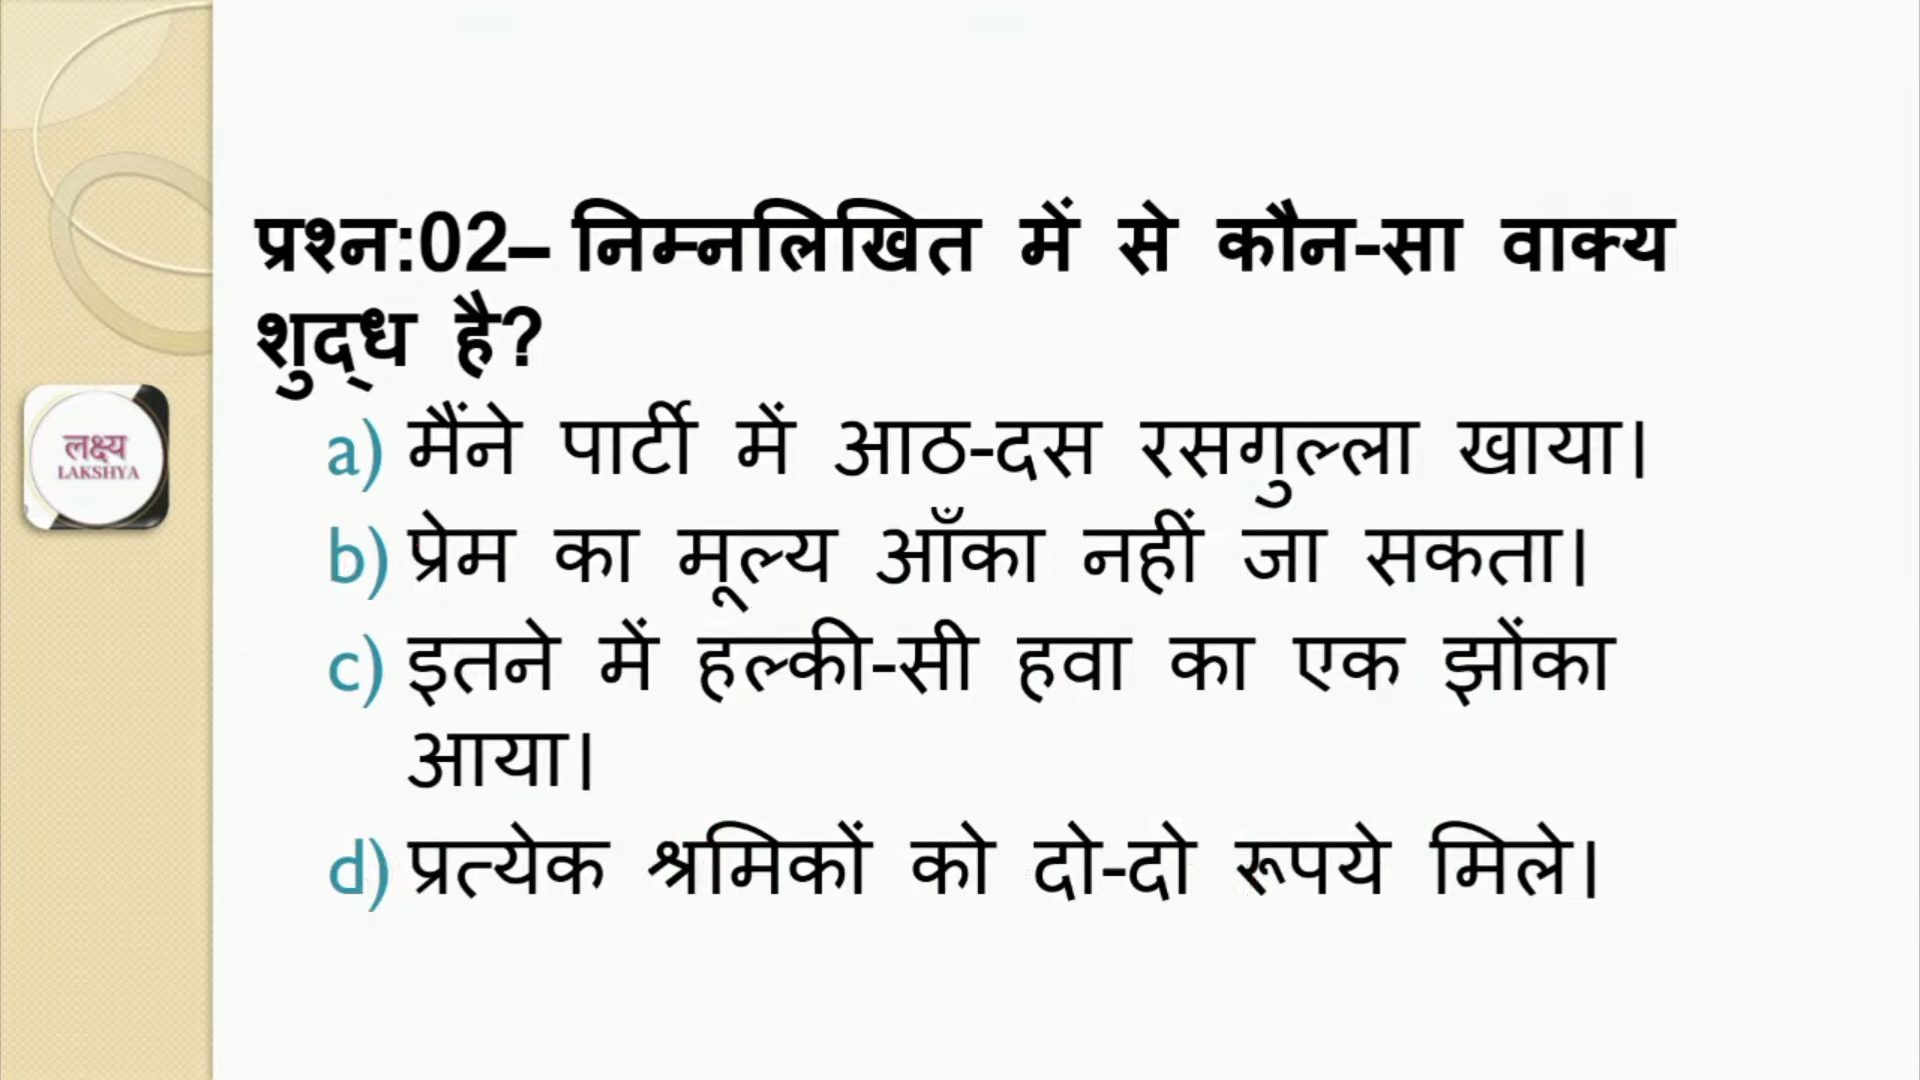 प्रश्न:02– निम्नलिखित में से कौन-सा वाक्य
शुद्ध है?
a) मैंने पार्टी में आठ-दस रसगुल्ला खाया।
b) प्रेम का मूल्य आँका नहीं जा सकता।
लक्ष्य
LAKSHYA
c) इतने में हल्की-सी हवा का एक झोंका
आया।
d) प्रत्येक श्रमिकों को दो-दो रूपये मिले।